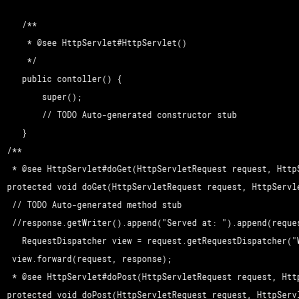 /**
* @see HttpServlet#HttpServlet()
*/
public contoller() {
super();
// TODO Auto-generated constructor stub
}
/**
* @see HttpServlet#doGet(HttpServletRequest request, HttpS
protected void doGet(HttpServletRequest request, HttpServle
// TODO Auto-generated method stub
//response.getWriter().append("Served at: ").append(reques
RequestDispatcher view = request.getRequestDispatcher("W
view.forward(request, response);
* @see HttpServlet#doPost(HttpServletRequest request, Http
protected void doPost(HttpServletRequest request, HttpServl